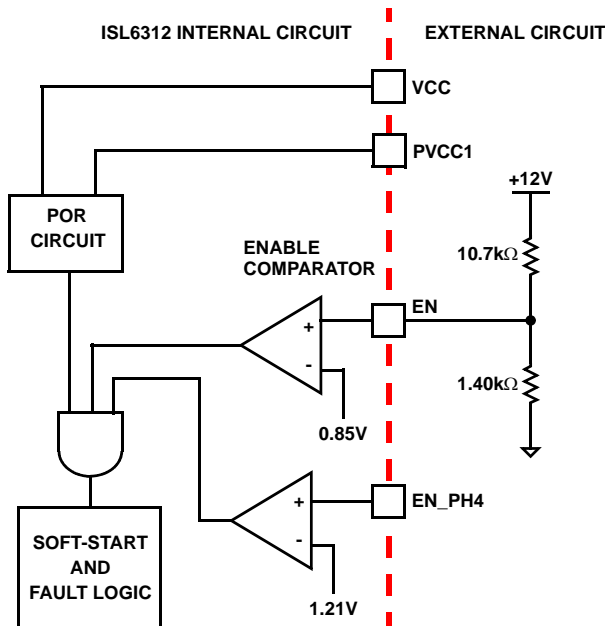 ISL6312 INTERNAL CIRCUIT
EXTERNAL CIRCUIT
VCC
PVCC1
+12V
POR
CIRCUIT
10.7kΩ
ENABLE
COMPARATOR
EN
+
-
1.40kΩ
0.85V
EN_PH4
+
-
SOFT-START
AND
FAULT LOGIC
1.21V